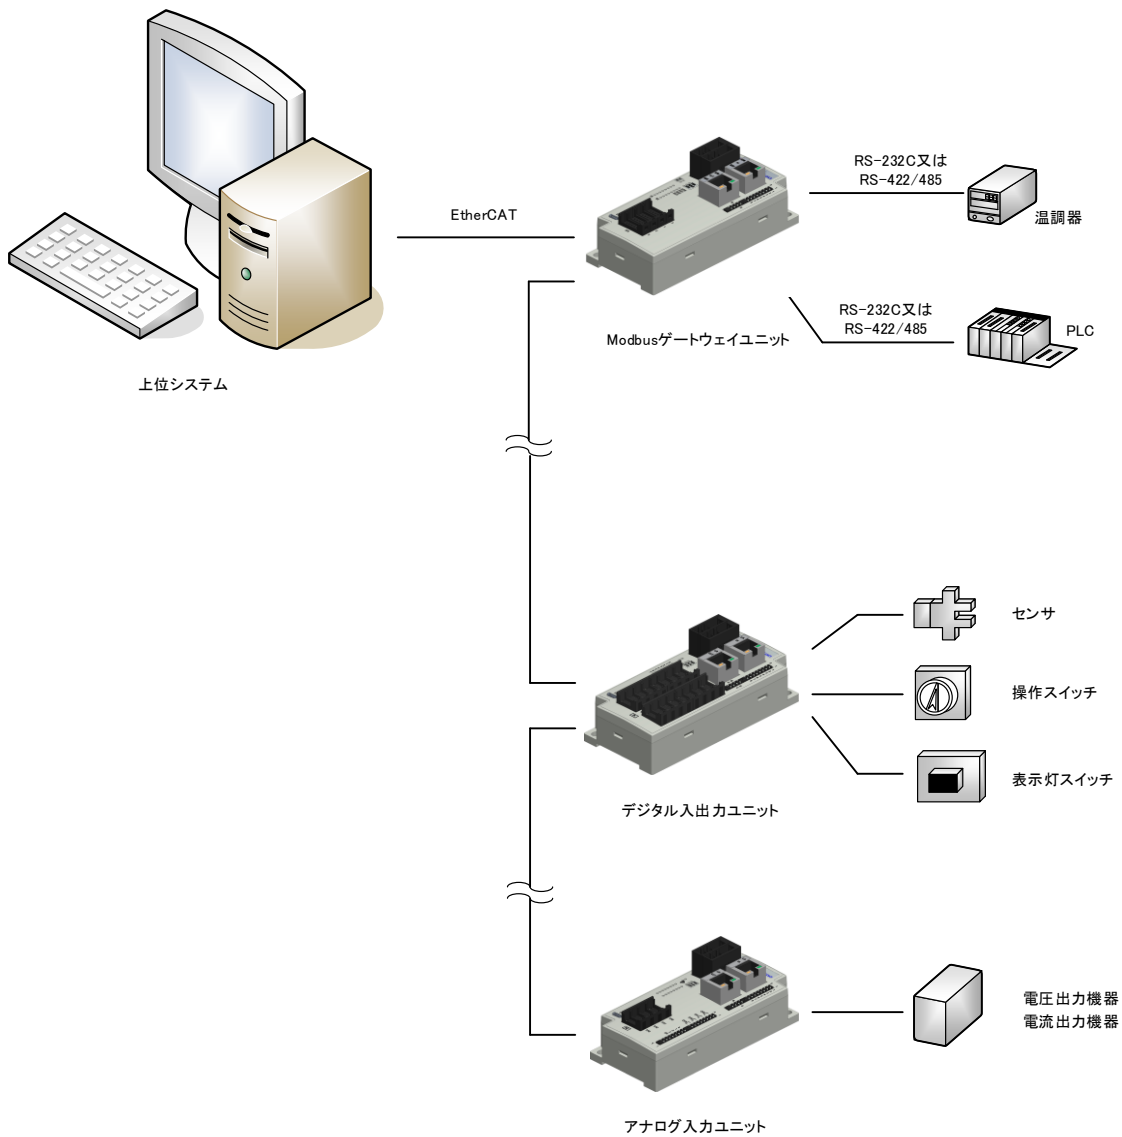 EtherCAT
RS-232C又は
RS-422/485
温調器
RS-232C又は
RS-422/485
PLC
Modbusゲートウェイユニット
上位システム
センサ
操作スイッチ
表示灯スイッチ
デジタル入出力ユニット
電圧出力機器
電流出力機器
アナログ入力ユニット